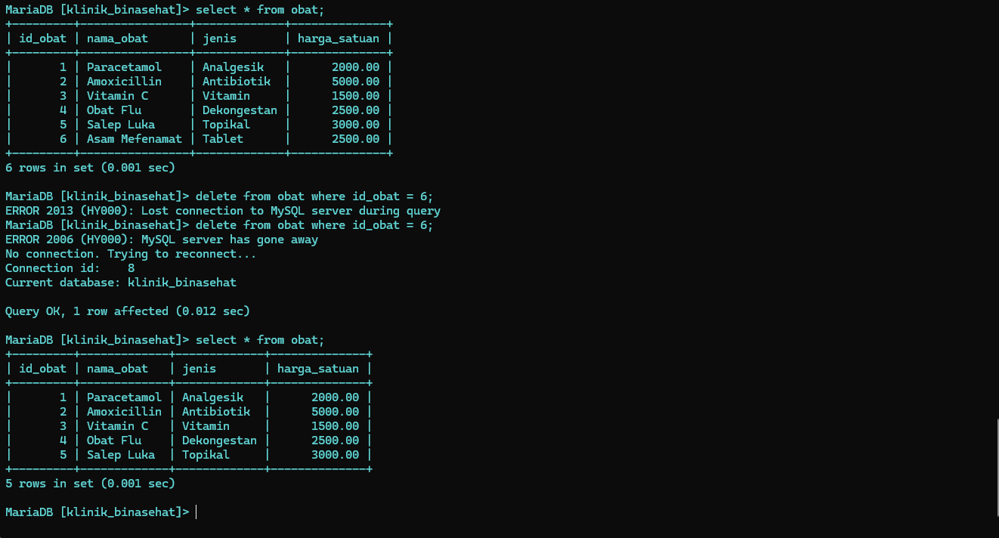 MariaDB [klinik_binasehat]> select * from obat;
+---------+----------------+-------------+--------------+
| id_obat | nama_obat      | jenis       | harga_satuan |
+---------+----------------+-------------+--------------+
|       1 | Paracetamol    | Analgesik   |      2000.00 |
|       2 | Amoxicillin    | Antibiotik  |      5000.00 |
|       3 | Vitamin C      | Vitamin     |      1500.00 |
|       4 | Obat Flu       | Dekongestan |      2500.00 |
|       5 | Salep Luka     | Topikal     |      3000.00 |
|       6 | Asam Mefenamat | Tablet      |      2500.00 |
+---------+----------------+-------------+--------------+
6 rows in set (0.001 sec)

MariaDB [klinik_binasehat]> delete from obat where id_obat = 6;
ERROR 2013 (HY000): Lost connection to MySQL server during query
MariaDB [klinik_binasehat]> delete from obat where id_obat = 6;
ERROR 2006 (HY000): MySQL server has gone away
No connection. Trying to reconnect...
Connection id:    8
Current database: klinik_binasehat

Query OK, 1 row affected (0.012 sec)

MariaDB [klinik_binasehat]> select * from obat;
+---------+-------------+-------------+--------------+
| id_obat | nama_obat   | jenis       | harga_satuan |
+---------+-------------+-------------+--------------+
|       1 | Paracetamol | Analgesik   |      2000.00 |
|       2 | Amoxicillin | Antibiotik  |      5000.00 |
|       3 | Vitamin C   | Vitamin     |      1500.00 |
|       4 | Obat Flu    | Dekongestan |      2500.00 |
|       5 | Salep Luka  | Topikal     |      3000.00 |
+---------+-------------+-------------+--------------+
5 rows in set (0.001 sec)

MariaDB [klinik_binasehat]>